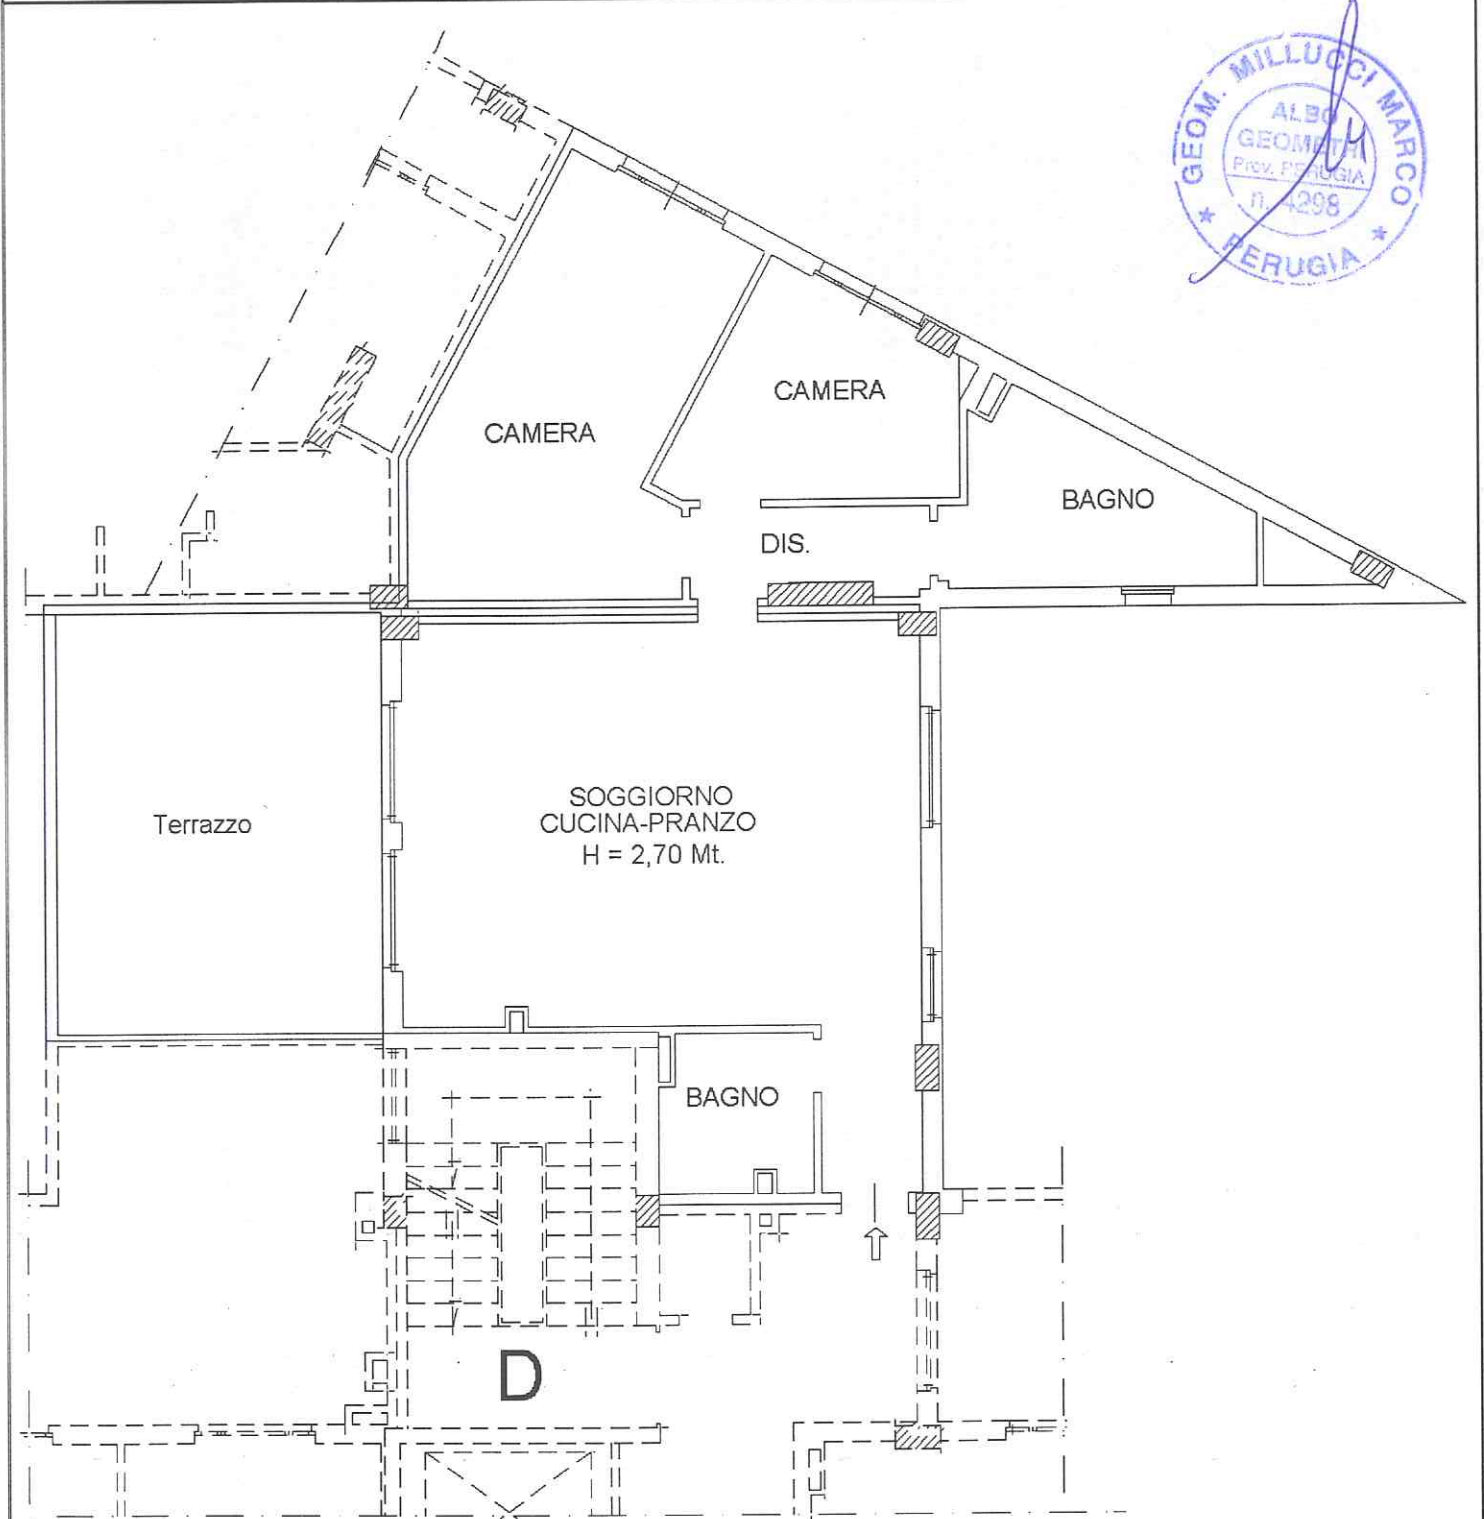 GEOM. MILLUCCI MARCO
ALBO
GEOMETRI
Prov. PERUGIA
n. 4298
* PERUGIA *
CAMERA
CAMERA
BAGNO
DIS.
SOGGIORNO
CUCINA-PRANZO
H = 2,70 Mt.
Terrazzo
BAGNO
D